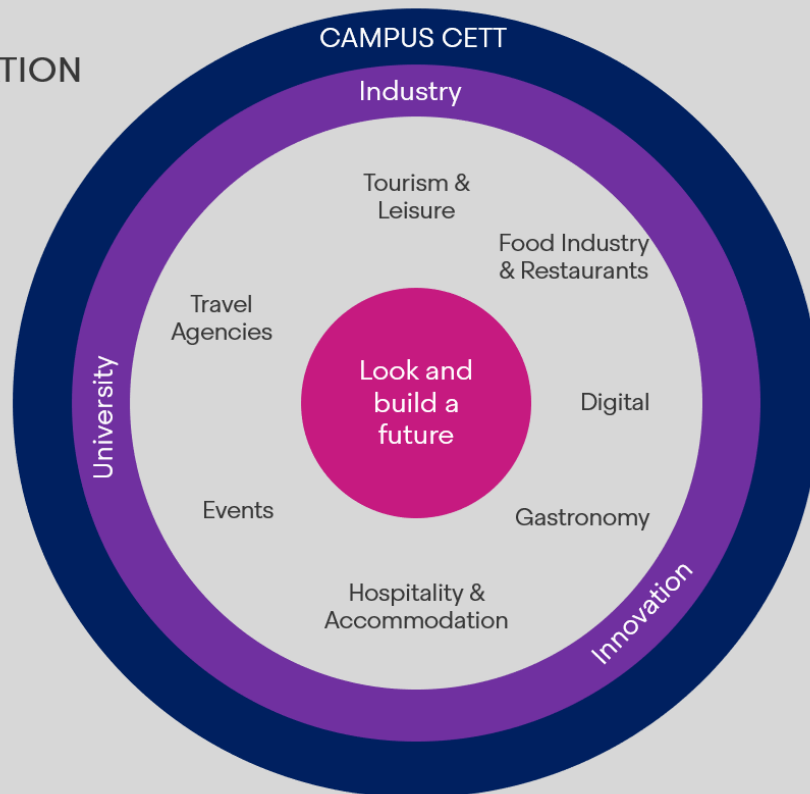 CAMPUS CETT
TION
Industry
Tourism &
Leisure
Food Industry
& Restaurants
Travel
Agencies
Look and
build a
future
University
Digital
Events
Gastronomy
Hospitality &
Accommodation
Innovation